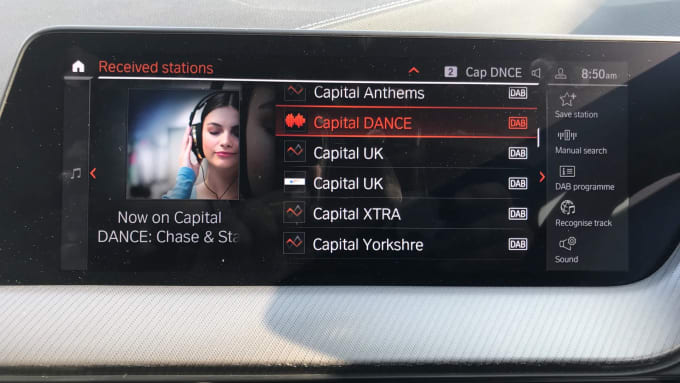 Received stations
2 Cap DNCE
8:50am
Capital Anthems DAB
Capital DANCE DAB
Capital UK DAB
Capital UK DAB
Capital XTRA DAB
Capital Yorkshre DAB
Now on Capital
DANCE: Chase & Sta
Save station
Manual search
DAB programme
Recognise track
Sound